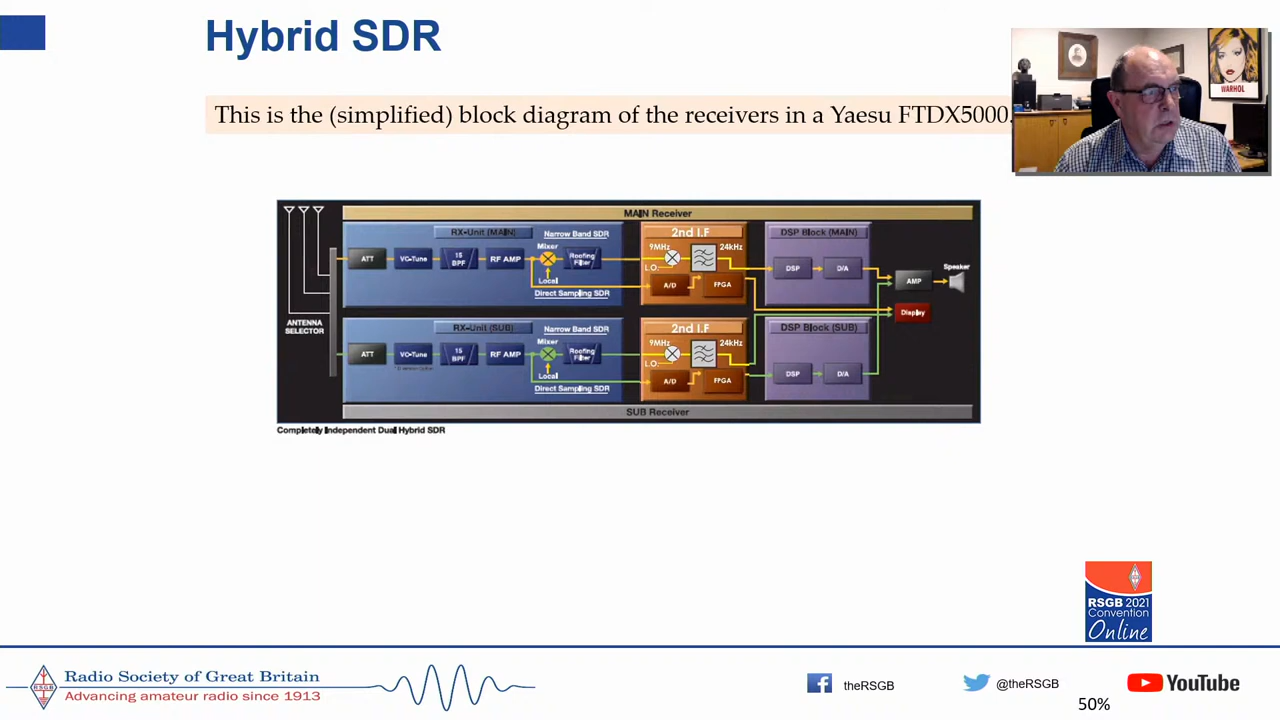 Hybrid SDR
This is the (simplified) block diagram of the receivers in a Yaesu FTDX5000.
WARHOL
MAIN Receiver
RX-Unit (MAIN)
Narrow Band SDR
2nd I.F
DSP Block (MAIN)
ATT
VC-Tune
15 BPF
RF AMP
Mixer
Roofing Filter
Local
Direct Sampling SDR
9MHz
24kHz
L.O.
A/D
FPGA
DSP
D/A
AMP
Speaker
Display
ANTENNA
SELECTOR
RX-Unit (SUB)
Narrow Band SDR
2nd I.F
DSP Block (SUB)
ATT
VC-Tune
15 BPF
RF AMP
Mixer
Roofing Filter
Local
Direct Sampling SDR
9MHz
24kHz
L.O.
A/D
FPGA
DSP
D/A
SUB Receiver
Completely Independent Dual Hybrid SDR
RSGB 2021
Convention
Online
RSGB
Radio Society of Great Britain
Advancing amateur radio since 1913
theRSGB
@theRSGB
YouTube
50%